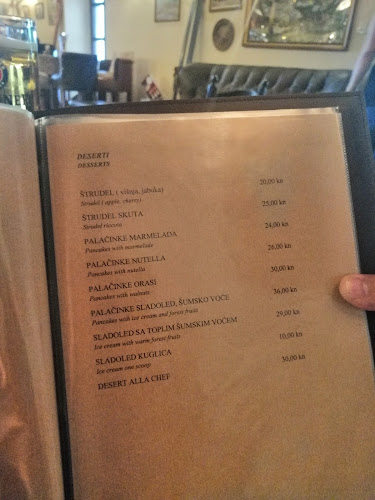 DESERTI
DESSERTS
ŠTRUDEL ( višnja, jabuka) 20,00 kn
Strudel ( apple, cherry)
ŠTRUDEL SKUTA 25,00 kn
Strudel riccota
PALAČINKE MARMELADA 24,00 kn
Pancakes with marmelade
PALAČINKE NUTELLA 26,00 kn
Pancakes with nutella
PALAČINKE ORASI 30,00 kn
Pancakes with walnuts
PALAČINKE SLADOLED, ŠUMSKO VOĆE 36,00 kn
Pancakes with ice cream and forest fruits
SLADOLED SA TOPLIM ŠUMSKIM VOĆEM 29,00 kn
Ice cream with warm forest fruits
SLADOLED KUGLICA 10,00 kn
Ice cream one scoop
DESERT ALLA CHEF 30,00 kn